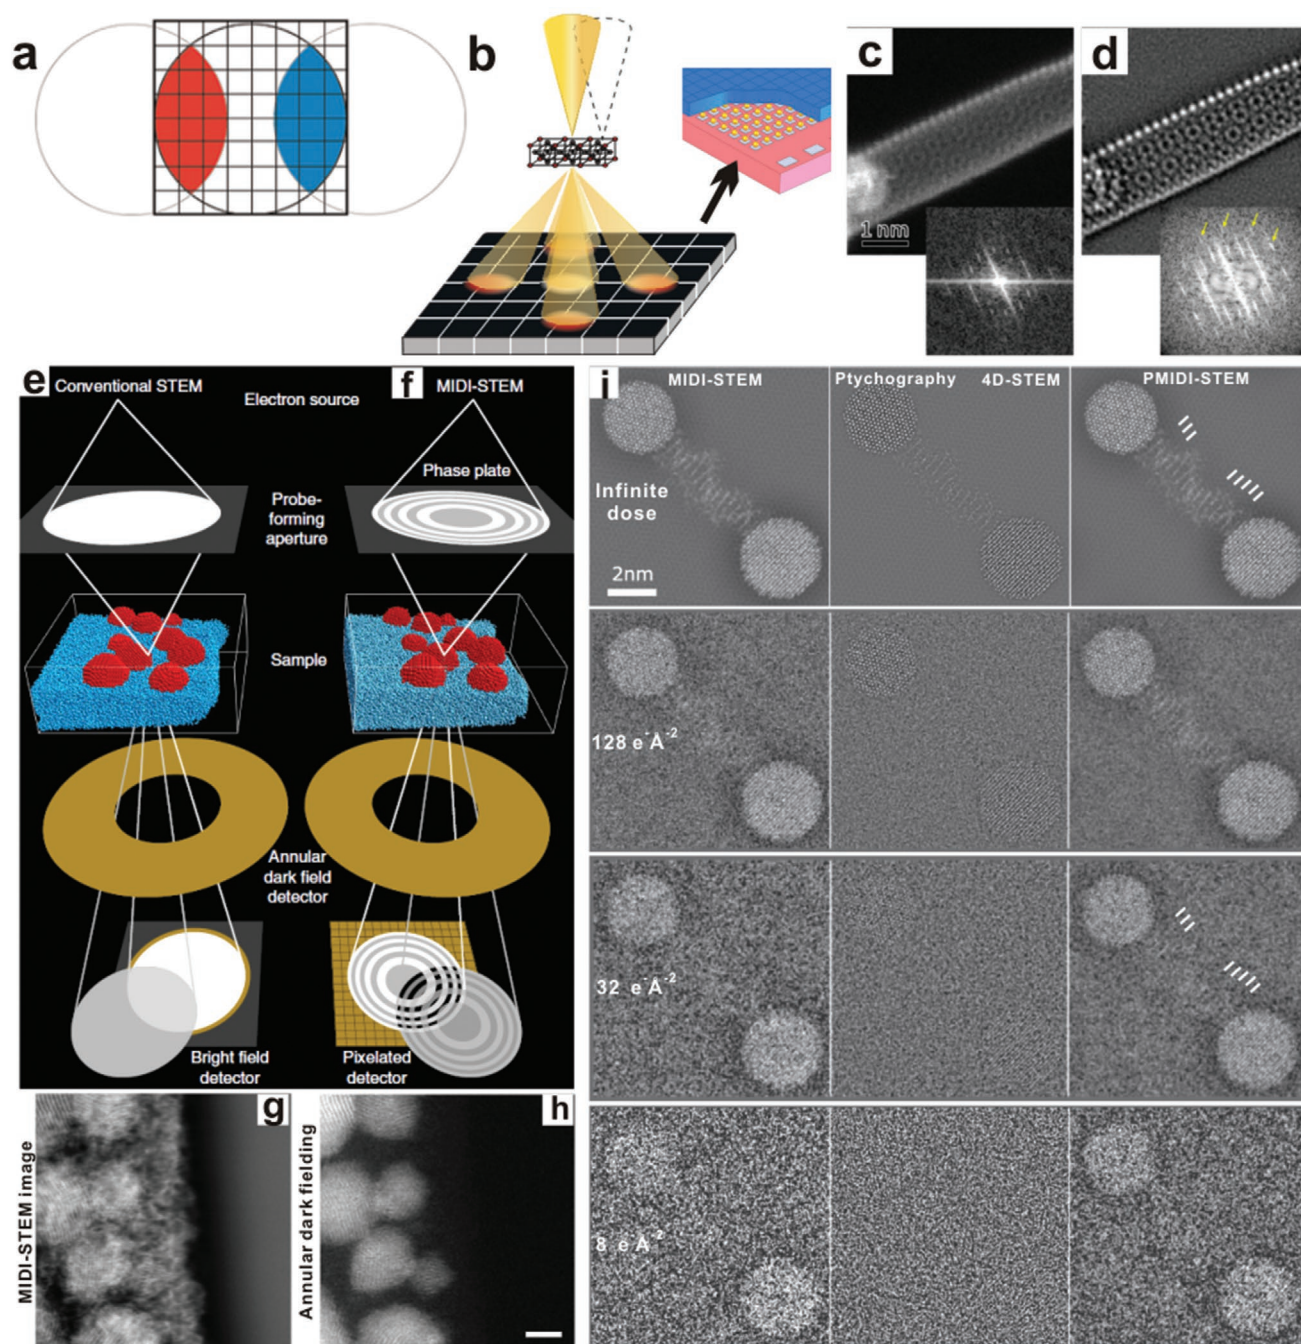 a
b
c
d
1 nm
e
Conventional STEM
f
MIDI-STEM
Electron source
Phase plate
Probe-
forming
aperture
Sample
Annular
dark field
detector
Bright field
detector
Pixelated
detector
MIDI-STEM image
g
Annular dark fielding
h
i
MIDI-STEM
Ptychography
4D-STEM
PMIDI-STEM
Infinite
dose
2nm
128 e⁻Å⁻²
32 e⁻Å⁻²
8 e⁻Å⁻²